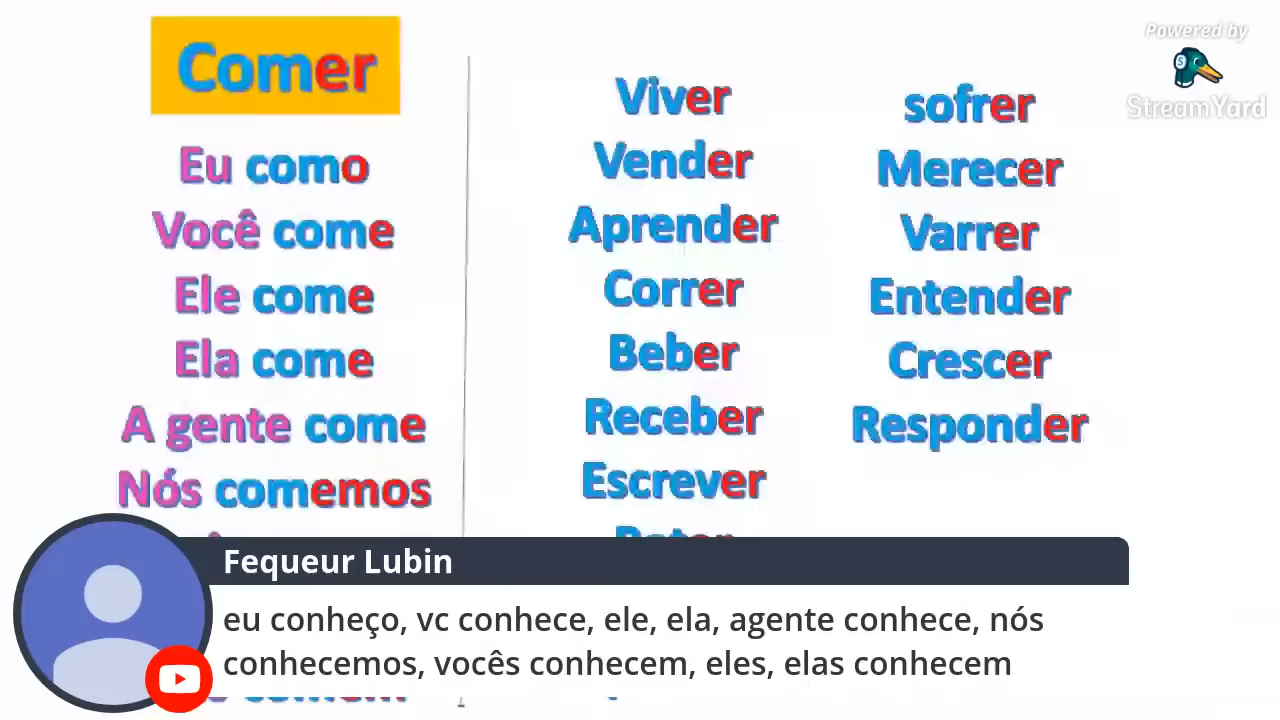 Comer
Eu como
Você come
Ele come
Ela come
A gente come
Nós comemos
Viver
Vender
Aprender
Correr
Beber
Receber
Escrever
sofrer
Merecer
Varrer
Entender
Crescer
Responder
Powered by
StreamYard
Fequeur Lubin
eu conheço, vc conhece, ele, ela, agente conhece, nós
conhecemos, vocês conhecem, eles, elas conhecem